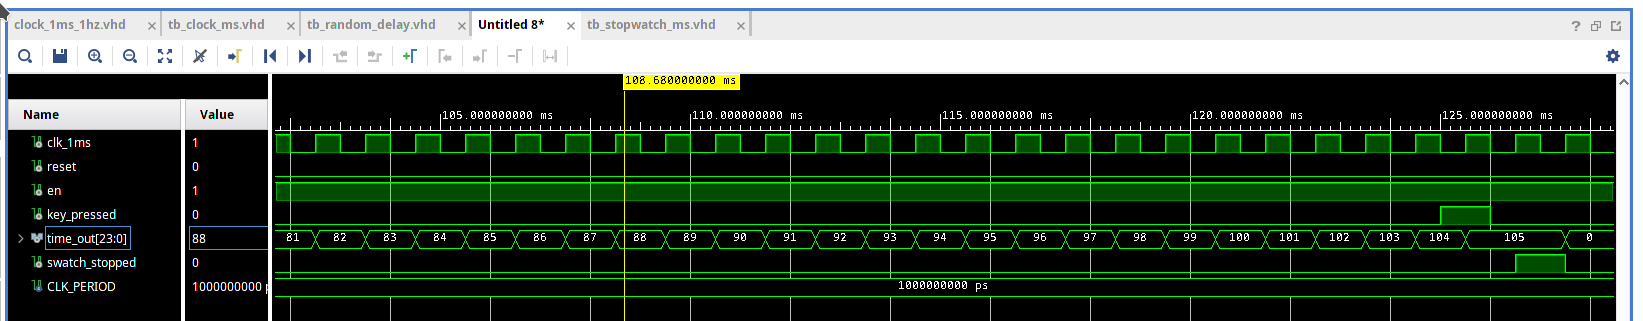 clock_1ms_1hz.vhd × tb_clock_ms.vhd × tb_random_delay.vhd × Untitled 8* × tb_stopwatch_ms.vhd × ?
108.680000000 ms
Name Value
105.000000000 ms 110.000000000 ms 115.000000000 ms 120.000000000 ms 125.000000000 ms
clk_1ms 1
reset 0
en 1
key_pressed 0
time_out[23:0] 88 81 82 83 84 85 86 87 88 89 90 91 92 93 94 95 96 97 98 99 100 101 102 103 104 105 0
swatch_stopped 0
CLK_PERIOD 1000000000 p 1000000000 ps